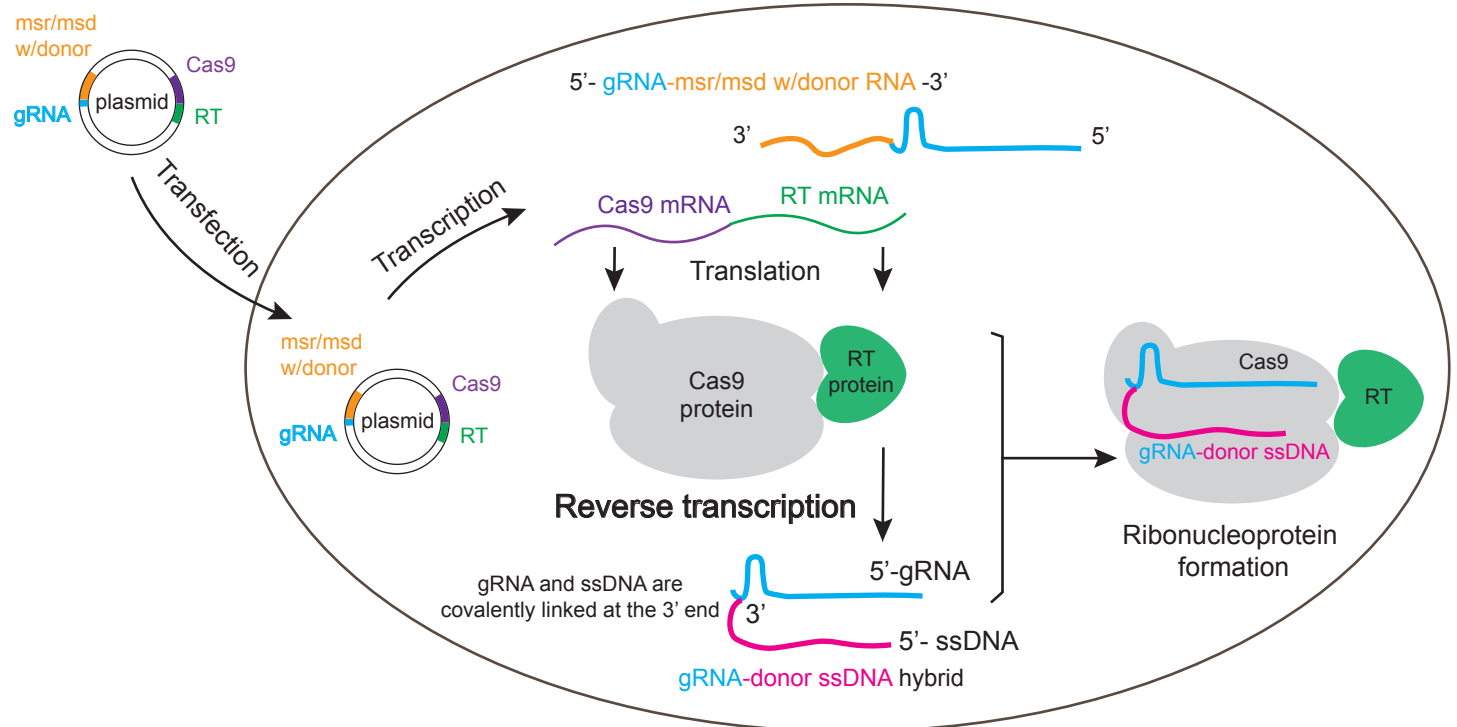 msr/msd
w/donor
Cas9
plasmid
gRNA
RT
Transfection
Transcription
5’- gRNA-msr/msd w/donor RNA -3’
3’
5’
Cas9 mRNA
RT mRNA
Translation
msr/msd
w/donor
Cas9
plasmid
gRNA
RT
Cas9
protein
RT
protein
Reverse transcription
gRNA and ssDNA are
covalently linked at the 3’ end
3’
5’-gRNA
5’- ssDNA
gRNA-donor ssDNA hybrid
Cas9
RT
gRNA-donor ssDNA
Ribonucleoprotein
formation